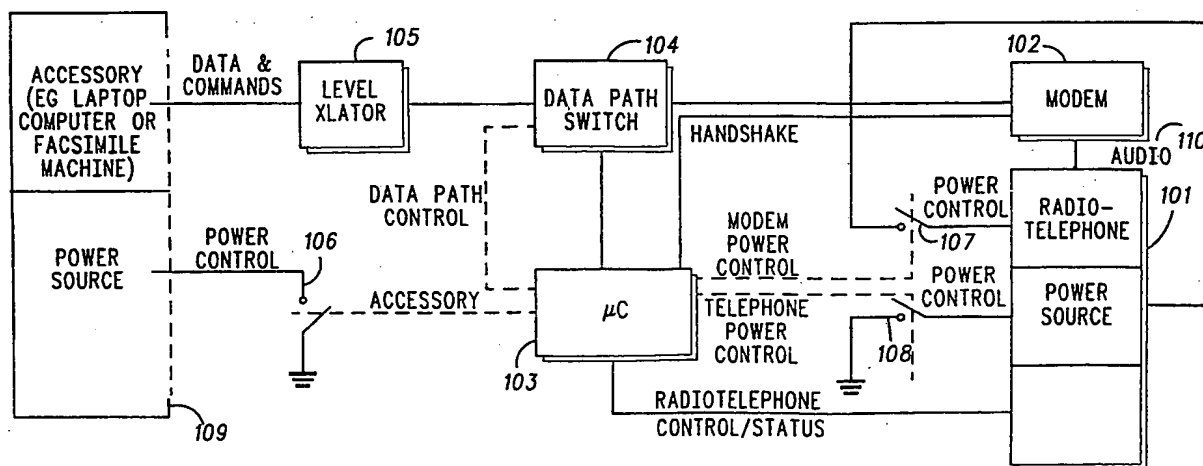 ACCESSORY
(EG LAPTOP
COMPUTER OR
FACSIMILE
MACHINE)
DATA &
COMMANDS
105
LEVEL
XLATOR
104
DATA PATH
SWITCH
HANDSHAKE
102
MODEM
AUDIO
110
DATA PATH
CONTROL
POWER
SOURCE
POWER
CONTROL
106
ACCESSORY
μC
103
MODEM
POWER
CONTROL
TELEPHONE
POWER
CONTROL
POWER
CONTROL
107
RADIO-
TELEPHONE
101
POWER
CONTROL
108
POWER
SOURCE
RADIOTELEPHONE
CONTROL/STATUS
109